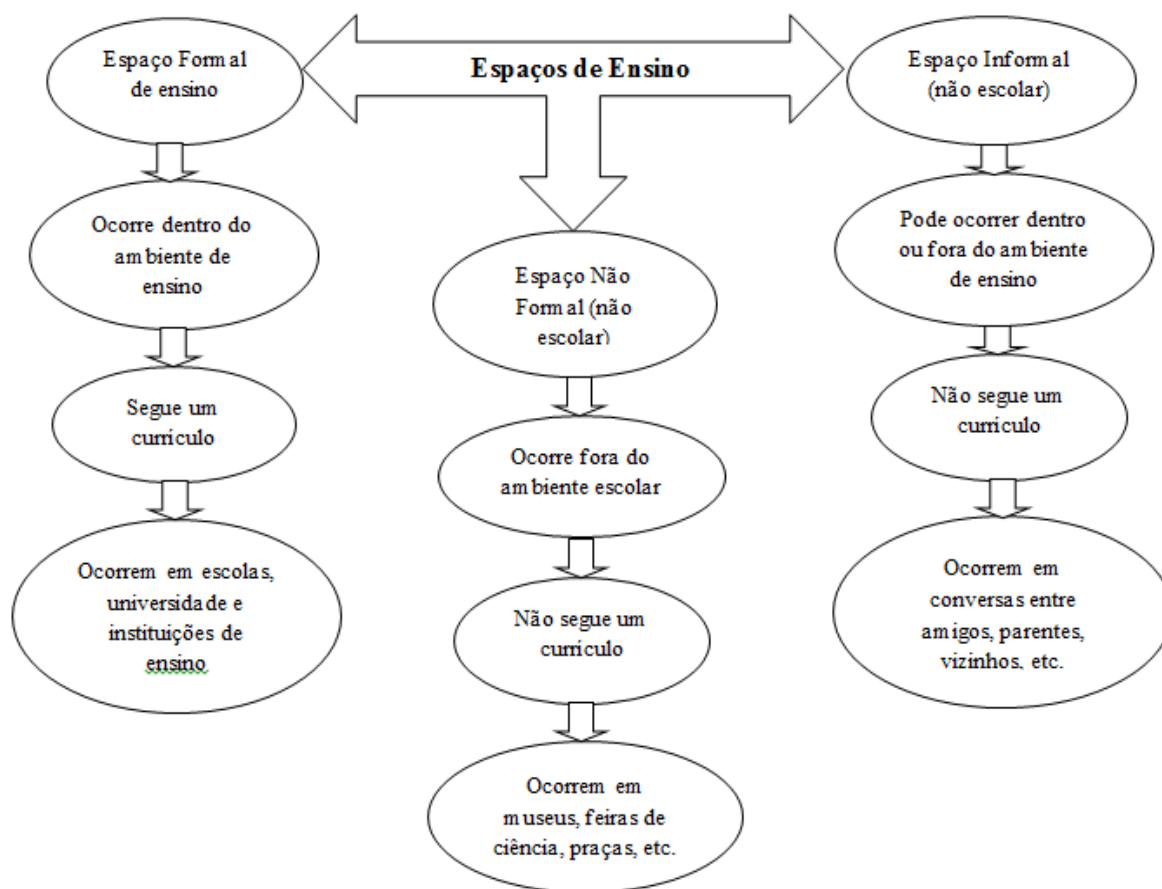 Espaços de Ensino
Espaço Formal
de ensino
Ocorre dentro do
ambiente de
ensino
Segue um
currículo
Ocorrem em escolas,
universidade e
instituições de
ensino
Espaço Não
Formal (não
escolar)
Ocorre fora do
ambiente escolar
Não segue um
currículo
Ocorrem em
museus, feiras de
ciência, praças, etc.
Espaço Informal
(não escolar)
Pode ocorrer dentro
ou fora do ambiente
de ensino
Não segue um
currículo
Ocorrem em
conversas entre
amigos, parentes,
vizinhos, etc.